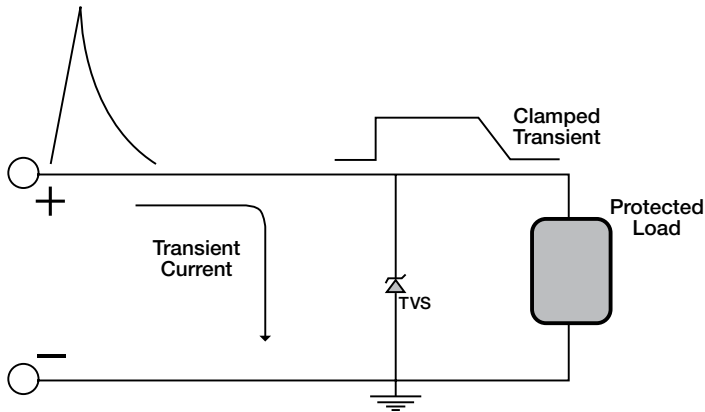 Clamped
Transient
+
Protected
Load
Transient
Current
TVS
−